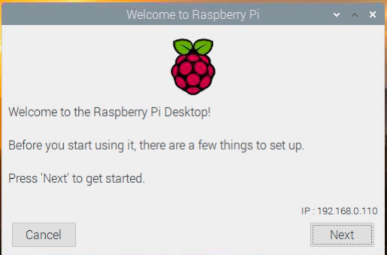 Welcome to Raspberry Pi
Welcome to the Raspberry Pi Desktop!
Before you start using it, there are a few things to set up.
Press 'Next' to get started.
IP : 192.168.0.110
Cancel
Next